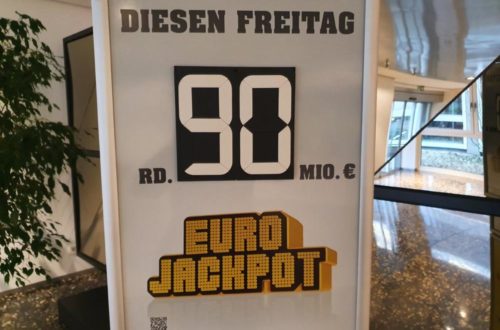 DIESEN FREITAG
RD. 90 MIO. €
EURO
JACKPOT